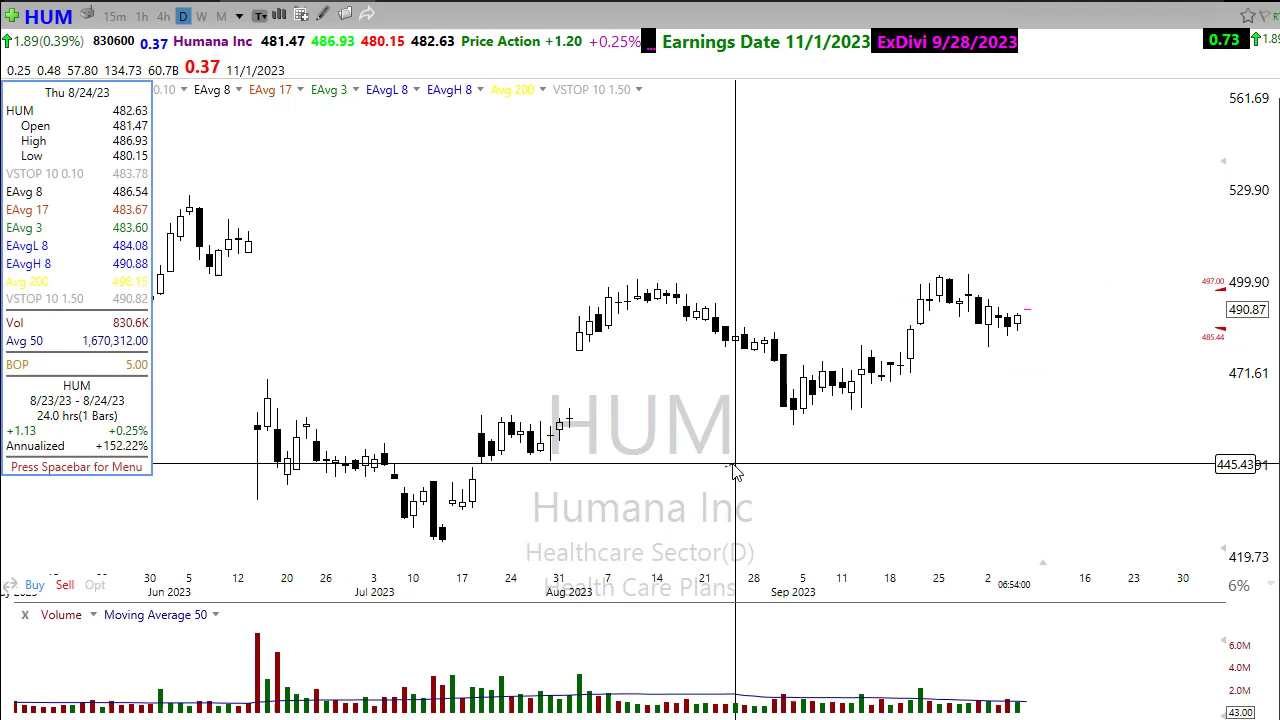 HUM 15m 1h 4h D W M T
1.89(0.39%) 830600 0.37 Humana Inc 481.47 486.93 480.15 482.63 Price Action +1.20 +0.25% ... Earnings Date 11/1/2023 ExDivi 9/28/2023 0.73 1.89
0.25 0.48 57.80 134.73 60.7B 0.37 11/1/2023
0.10 EAvg 8 EAvg 17 EAvg 3 EAvgL 8 EAvgH 8 Avg 200 VSTOP 10 1.50
Thu 8/24/23
HUM 482.63
Open 481.47
High 486.93
Low 480.15
VSTOP 10 0.10 483.78
EAvg 8 486.54
EAvg 17 483.67
EAvg 3 483.60
EAvgL 8 484.08
EAvgH 8 490.88
Avg 200 498.15
VSTOP 10 1.50 490.82
Vol 830.6K
Avg 50 1,670,312.00
BOP 5.00
HUM
8/23/23 - 8/24/23
24.0 hrs(1 Bars)
+1.13 +0.25%
Annualized +152.22%
Press Spacebar for Menu
561.69
529.90
497.00
499.90
490.87
485.44
471.61
445.43
91
419.73
6%
HUM
Humana Inc
Healthcare Sector(D)
Health Care Plans
Buy Sell Opt
30 5 12 20 26 3 10 17 24 31 7 14 21 28 5 11 18 25 2 06:54:00 16 23 30
2023 Jun 2023 Jul 2023 Aug 2023 Sep 2023
X Volume Moving Average 50
6.0M
4.0M
2.0M
43.00